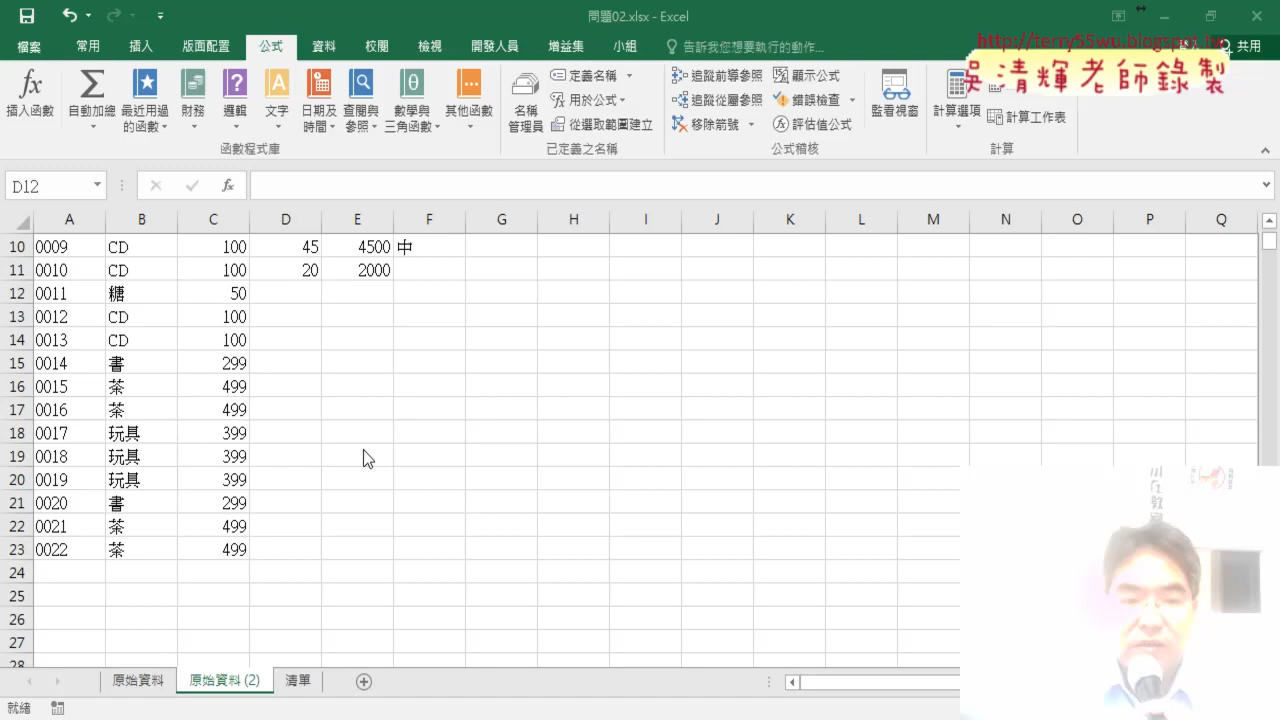 問題02.xlsx - Excel
http://terry55wu.blogspot.tw
檔案 常用 插入 版面配置 公式 資料 校閱 檢視 開發人員 增益集 小組 告訴我您想要執行的動作... 共用
吳清輝老師錄製
插入函數 自動加總 最近用過的函數 財務 邏輯 文字 日期及時間 查閱與參照 數學與三角函數 其他函數
名稱管理員 定義名稱 用於公式 從選取範圍建立
追蹤前導參照 追蹤從屬參照 移除箭號 顯示公式 錯誤檢查 評估值公式 監看視窗
計算選項 計算工作表
函數程式庫 已定義之名稱 公式稽核 計算
D12 fx
A B C D E F G H I J K L M N O P Q
10 0009 CD 100 45 4500 中
11 0010 CD 100 20 2000
12 0011 糖 50
13 0012 CD 100
14 0013 CD 100
15 0014 書 299
16 0015 茶 499
17 0016 茶 499
18 0017 玩具 399
19 0018 玩具 399
20 0019 玩具 399
21 0020 書 299
22 0021 茶 499
23 0022 茶 499
24
25
26
27
28
原始資料 原始資料 (2) 清單
就緒